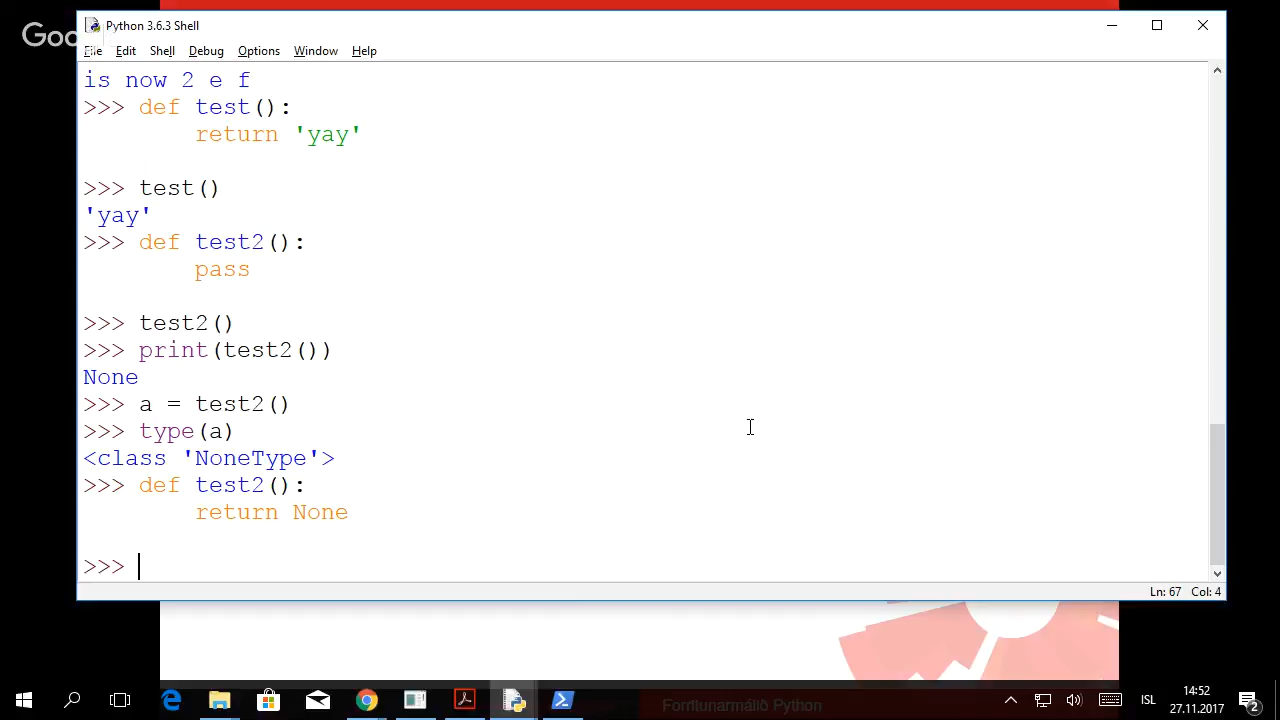 Goo
Python 3.6.3 Shell
File Edit Shell Debug Options Window Help
is now 2 e f
>>> def test():
return 'yay'
>>> test()
'yay'
>>> def test2():
pass
>>> test2()
>>> print(test2())
None
>>> a = test2()
>>> type(a)
<class 'NoneType'>
>>> def test2():
return None
>>>
Ln: 67 Col: 4
Forritunarmálið Python
ISL
14:52
27.11.2017
2